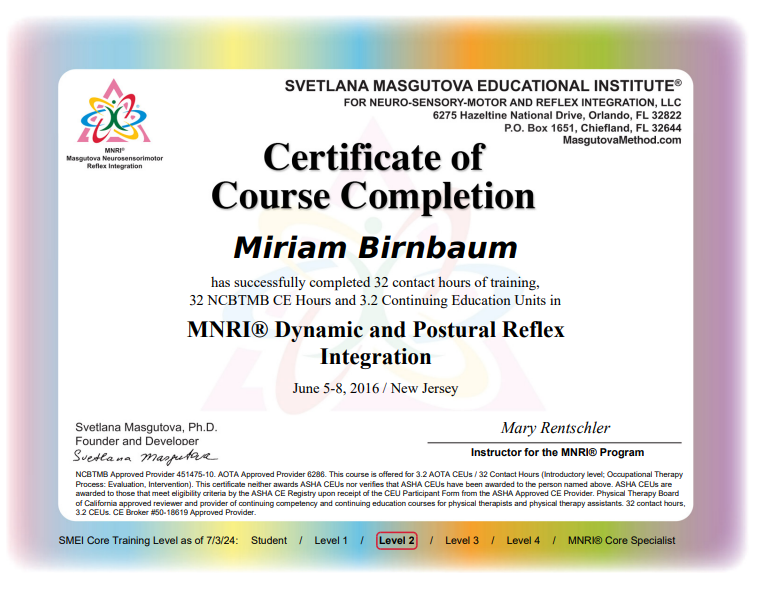 SVETLANA MASGUTOVA EDUCATIONAL INSTITUTE®
FOR NEURO-SENSORY-MOTOR AND REFLEX INTEGRATION, LLC
6275 Hazeltine National Drive, Orlando, FL 32822
P.O. Box 1651, Chiefland, FL 32644
MasgutovaMethod.com
MNRI®
Masgutova Neurosensorimotor
Reflex Integration
Certificate of
Course Completion
Miriam Birnbaum
has successfully completed 32 contact hours of training,
32 NCBTMB CE Hours and 3.2 Continuing Education Units in
MNRI® Dynamic and Postural Reflex
Integration
June 5-8, 2016 / New Jersey
Svetlana Masgutova, Ph.D.
Founder and Developer
Svetlana Masgutova
Mary Rentschler
Instructor for the MNRI® Program
NCBTMB Approved Provider 451475-10. AOTA Approved Provider 6286. This course is offered for 3.2 AOTA CEUs / 32 Contact Hours (Introductory level; Occupational Therapy
Process: Evaluation, Intervention). This certificate neither awards ASHA CEUs nor verifies that ASHA CEUs have been awarded to the person named above. ASHA CEUs are
awarded to those that meet eligibility criteria by the ASHA CE Registry upon receipt of the CEU Participant Form from the ASHA Approved CE Provider. Physical Therapy Board
of California approved reviewer and provider of continuing competency and continuing education courses for physical therapists and physical therapy assistants. 32 contact hours,
3.2 CEUs. CE Broker #50-18619 Approved Provider.
SMEI Core Training Level as of 7/3/24: Student / Level 1 / Level 2 / Level 3 / Level 4 / MNRI® Core Specialist